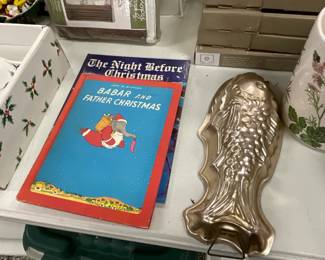 The Night Before
Christmas
BABAR AND
FATHER CHRISTMAS